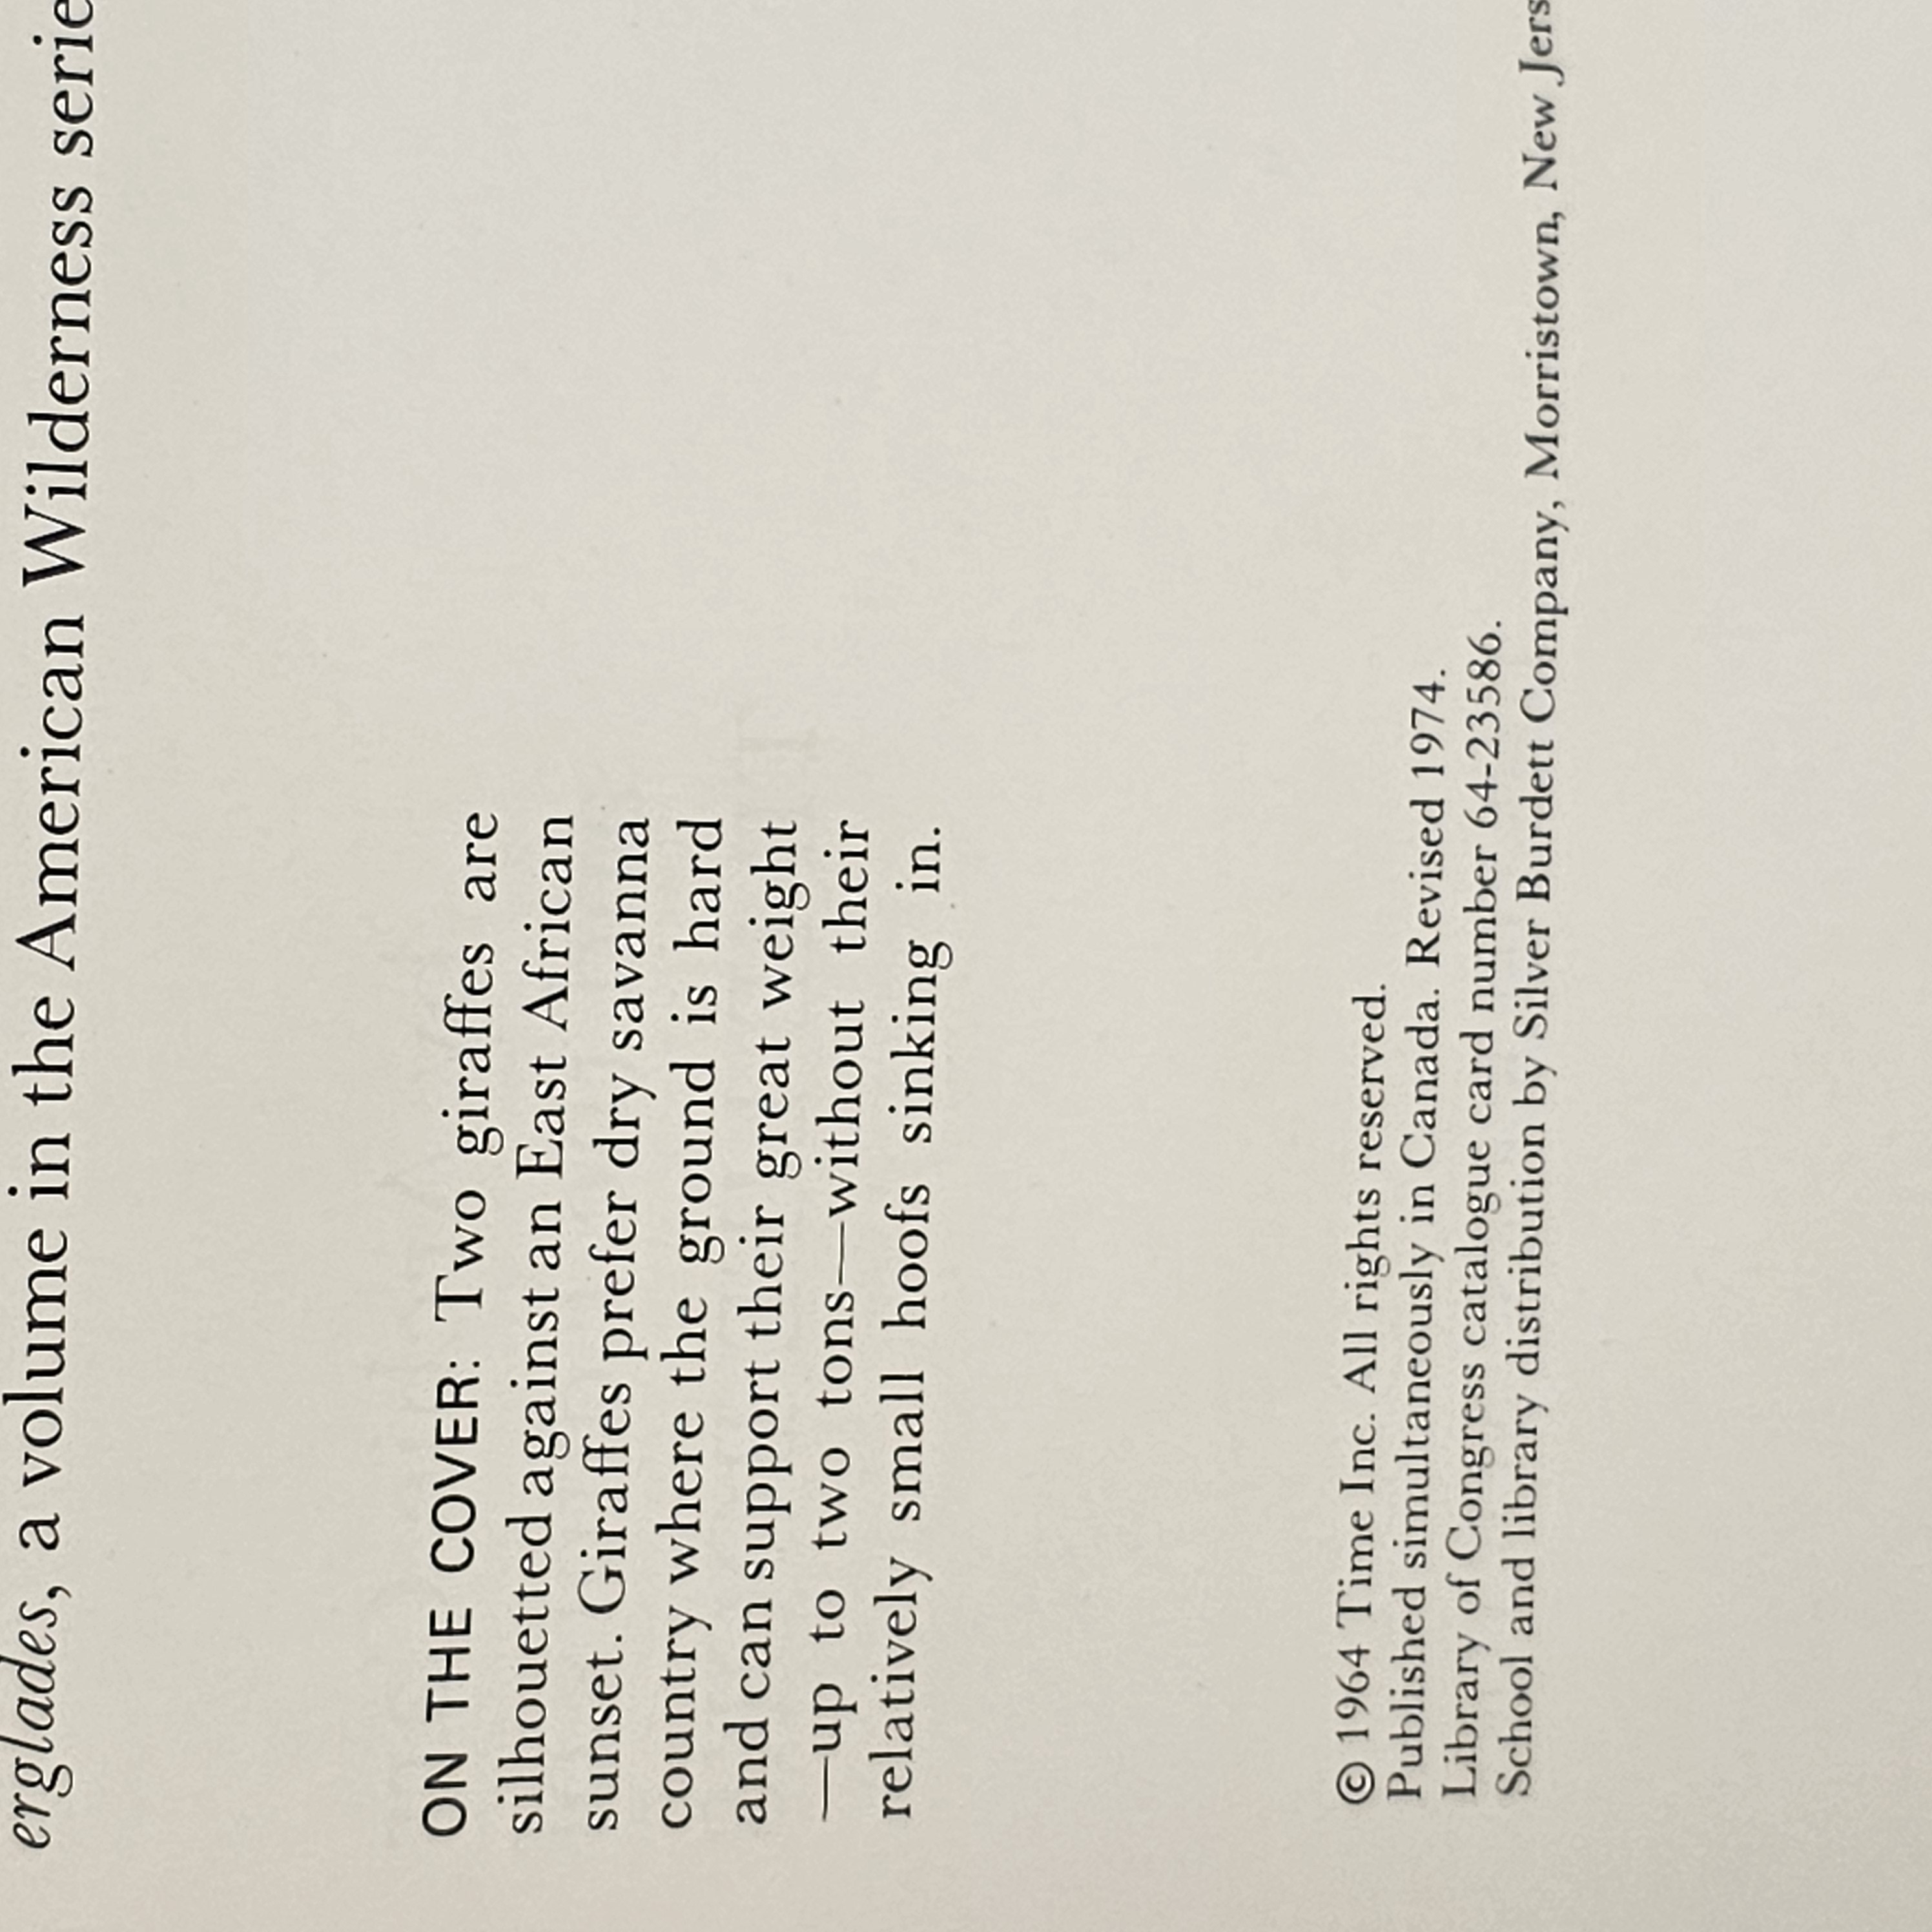 erglades, a volume in the American Wilderness serie
ON THE COVER: Two giraffes are
silhouetted against an East African
sunset. Giraffes prefer dry savanna
country where the ground is hard
and can support their great weight
—up to two tons—without their
relatively small hoofs sinking in.
© 1964 Time Inc. All rights reserved.
Published simultaneously in Canada. Revised 1974.
Library of Congress catalogue card number 64-23586.
School and library distribution by Silver Burdett Company, Morristown, New Jers